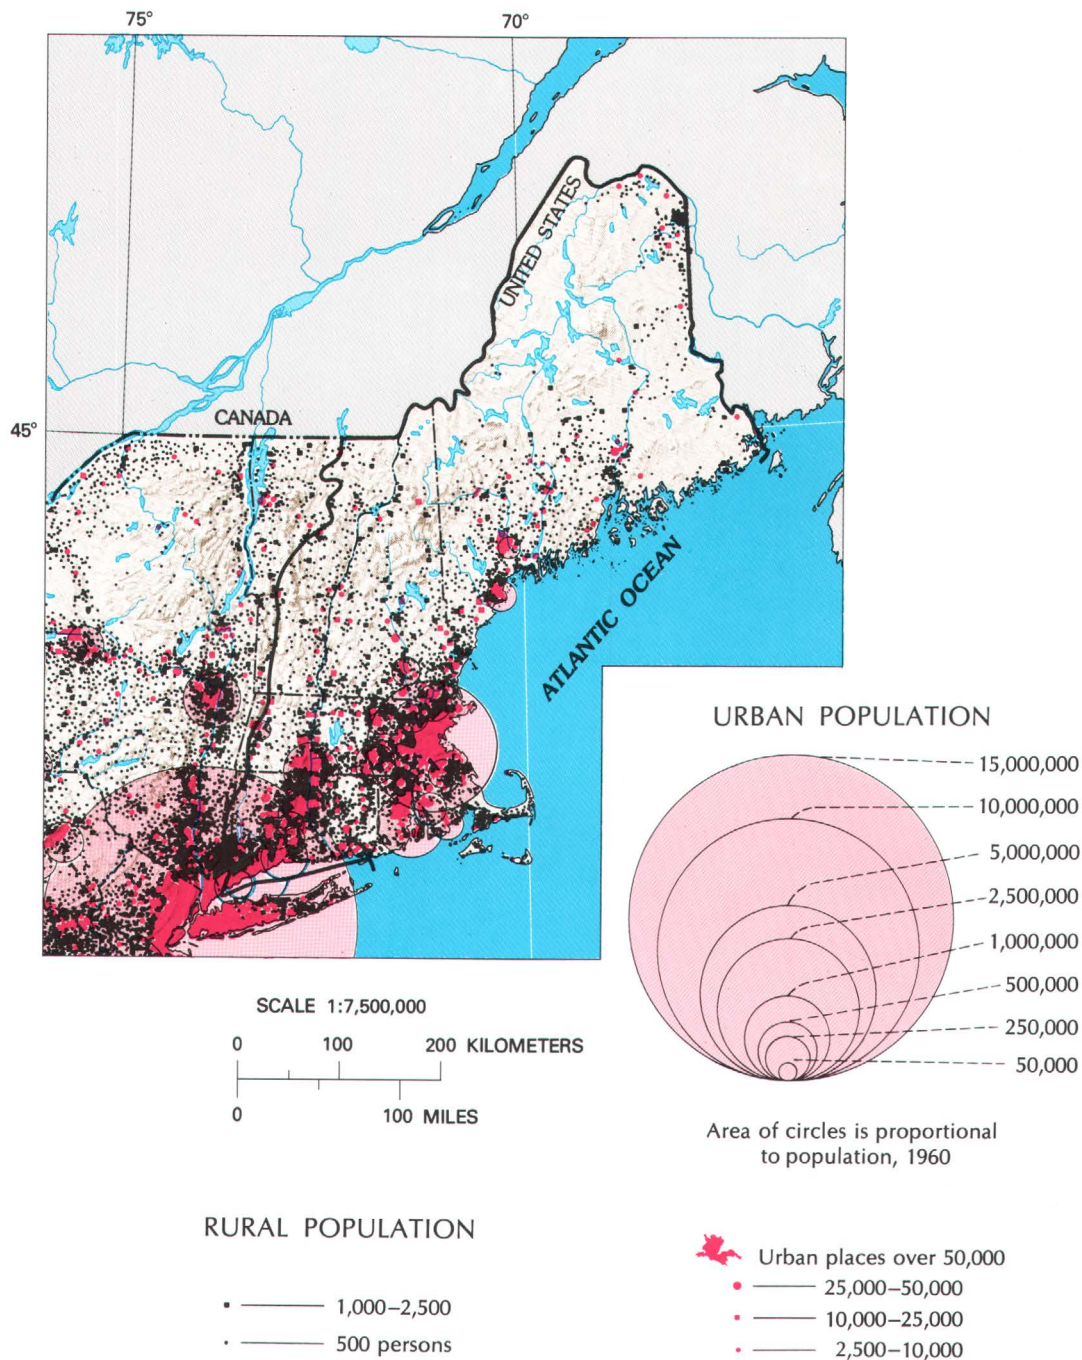 75°
70°
UNITED STATES
45°
CANADA
ATLANTIC OCEAN
URBAN POPULATION
15,000,000
10,000,000
5,000,000
2,500,000
1,000,000
500,000
250,000
50,000
SCALE 1:7,500,000
0 100 200 KILOMETERS
0 100 MILES
Area of circles is proportional
to population, 1960
RURAL POPULATION
1,000–2,500
500 persons
Urban places over 50,000
25,000–50,000
10,000–25,000
2,500–10,000